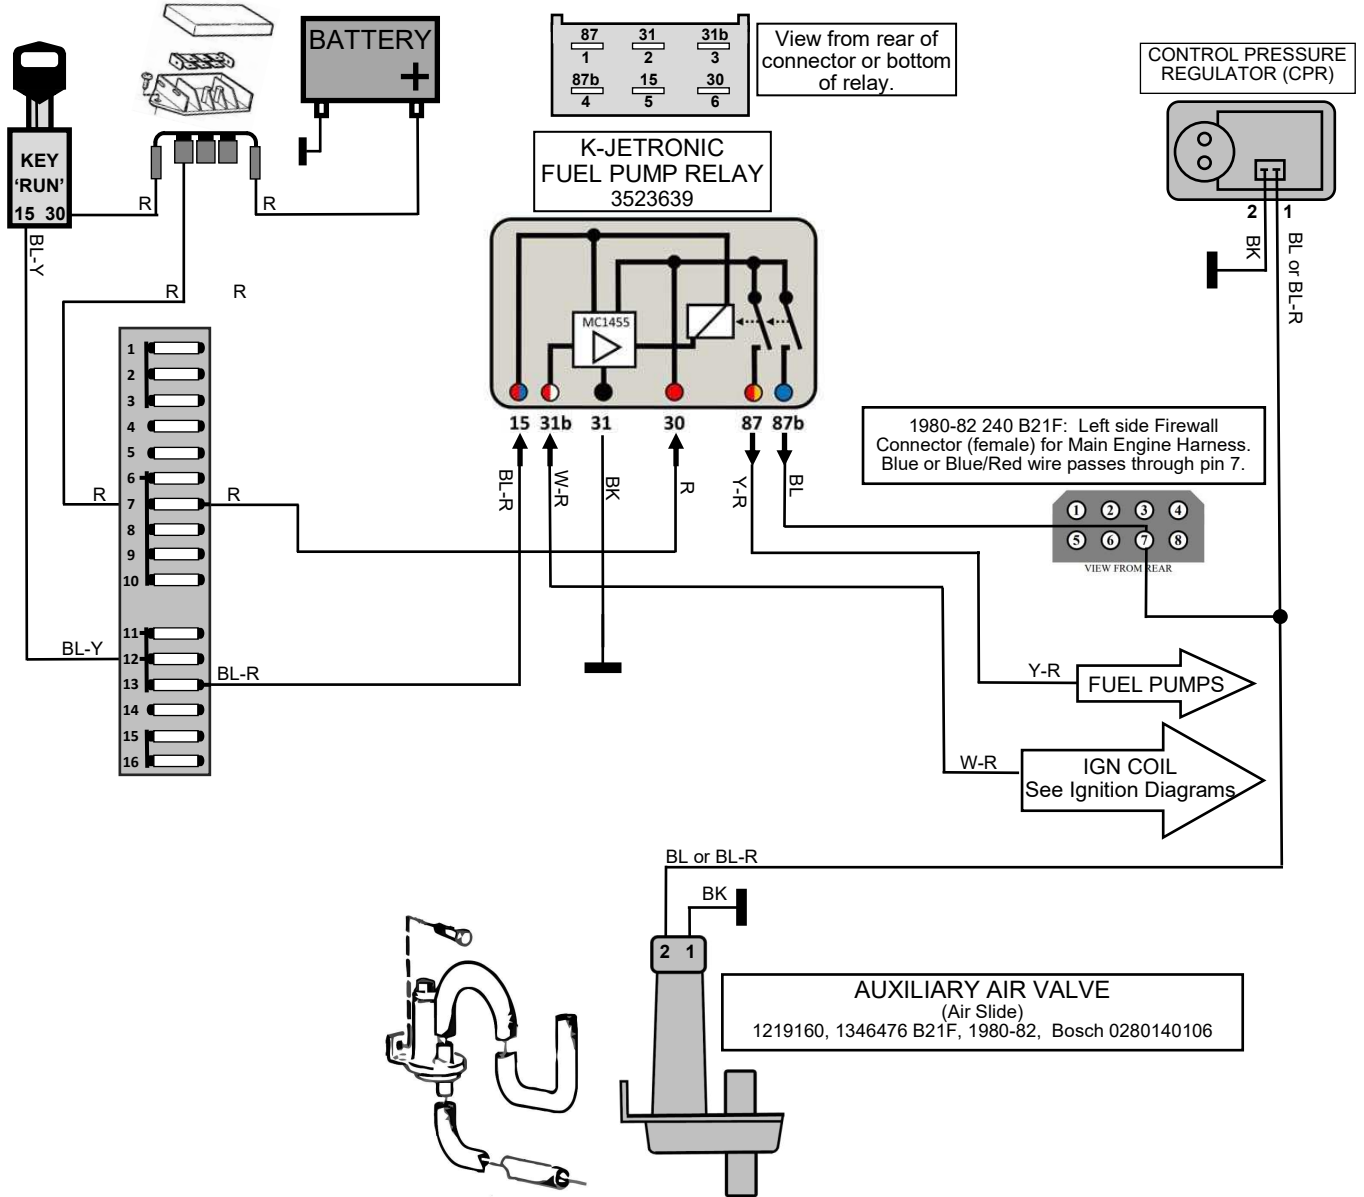 BATTERY
+
87 31 31b
1 2 3
87b 15 30
4 5 6
View from rear of
connector or bottom
of relay.
CONTROL PRESSURE
REGULATOR (CPR)
K-JETRONIC
FUEL PUMP RELAY
3523639
KEY
'RUN'
15 30
R
R
BL-Y
R
R
2 1
BK
BL or BL-R
MC1455
15 31b 31 30 87 87b
BL-R
W-R
BK
R
Y-R
BL
1
2
3
4
5
6
7
8
9
10
11
12
13
14
15
16
R
R
BL-Y
BL-R
1980-82 240 B21F: Left side Firewall
Connector (female) for Main Engine Harness.
Blue or Blue/Red wire passes through pin 7.
1 2 3 4
5 6 7 8
VIEW FROM REAR
Y-R
FUEL PUMPS
W-R
IGN COIL
See Ignition Diagrams
BL or BL-R
BK
2 1
AUXILIARY AIR VALVE
(Air Slide)
1219160, 1346476 B21F, 1980-82, Bosch 0280140106